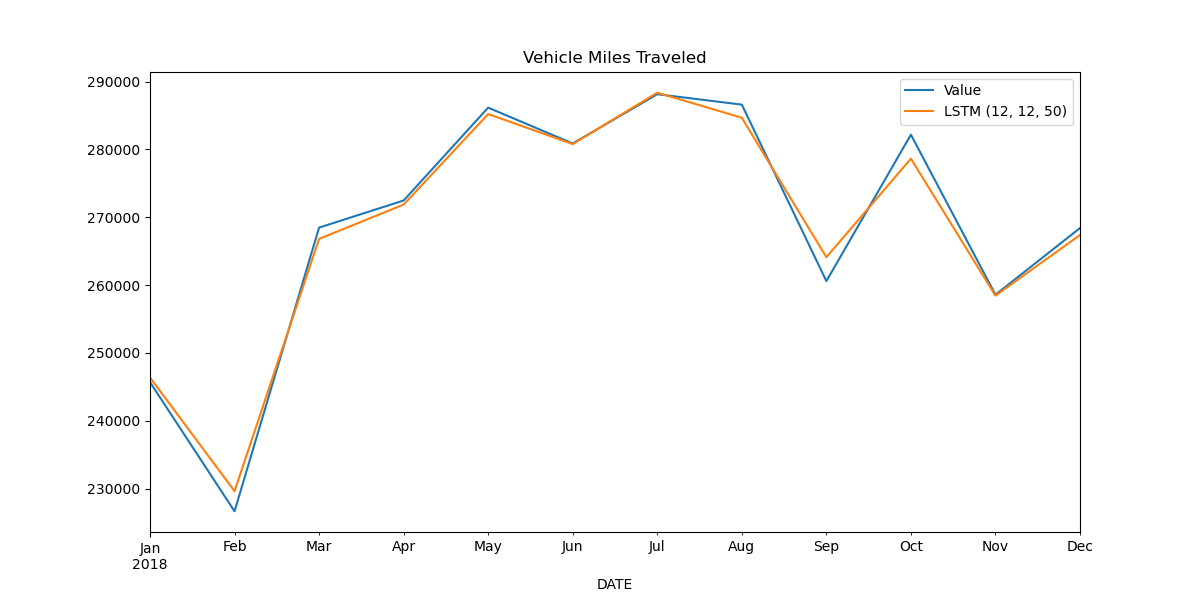 Vehicle Miles Traveled
290000
280000
270000
260000
250000
240000
230000
Value
LSTM (12, 12, 50)
Jan Feb Mar Apr May Jun Jul Aug Sep Oct Nov Dec
2018
DATE